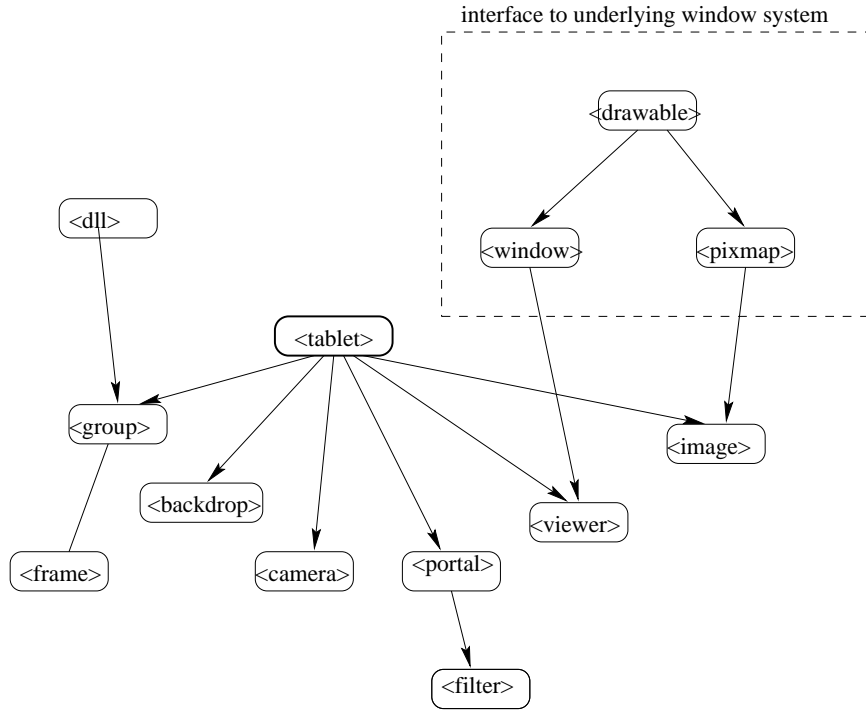 interface to underlying window system
<drawable>
<dll>
<window>
<pixmap>
<tablet>
<group>
<image>
<backdrop>
<viewer>
<frame>
<camera>
<portal>
<filter>